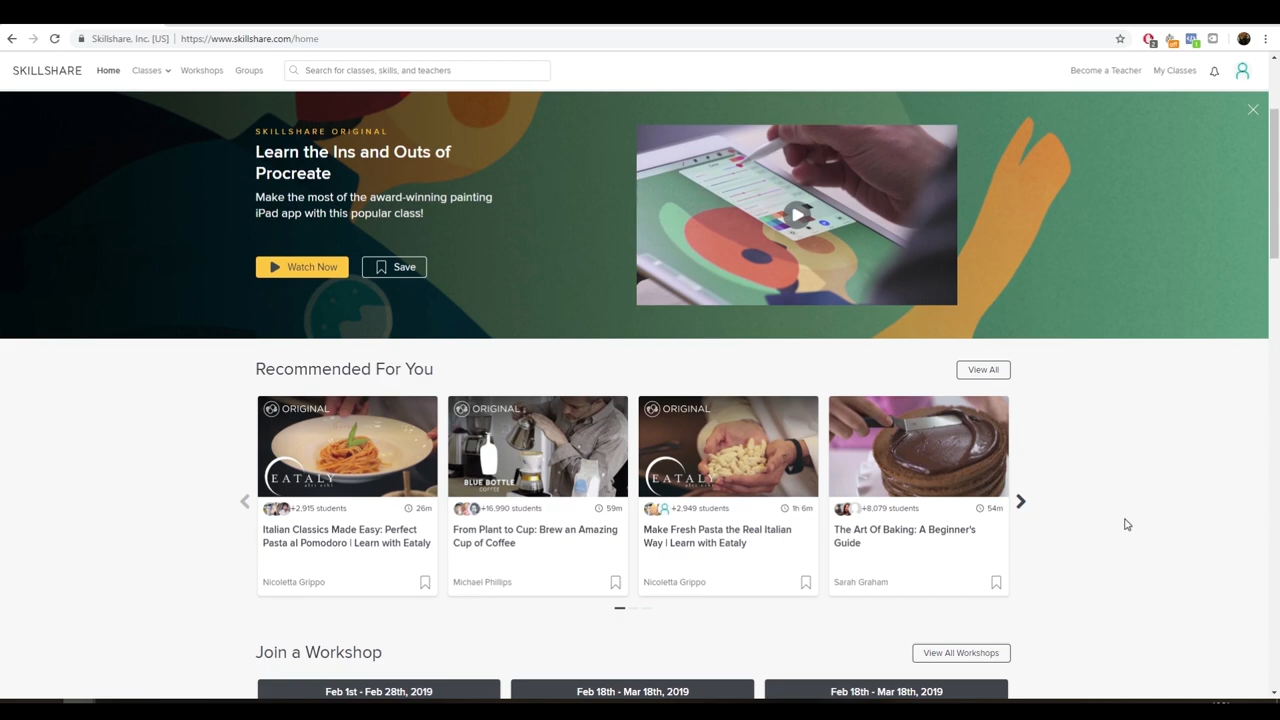 Skillshare, Inc. [US] | https://www.skillshare.com/home
SKILLSHARE Home Classes Workshops Groups Search for classes, skills, and teachers Become a Teacher My Classes
SKILLSHARE ORIGINAL
Learn the Ins and Outs of
Procreate
Make the most of the award-winning painting
iPad app with this popular class!
Watch Now Save
Recommended For You View All
ORIGINAL ORIGINAL ORIGINAL
EATALY BLUE BOTTLE COFFEE EATALY
+2,915 students 26m +16,990 students 59m +2,949 students 1h 6m +8,079 students 54m
Italian Classics Made Easy: Perfect
Pasta al Pomodoro | Learn with Eataly
From Plant to Cup: Brew an Amazing
Cup of Coffee
Make Fresh Pasta the Real Italian
Way | Learn with Eataly
The Art Of Baking: A Beginner's
Guide
Nicoletta Grippo Michael Phillips Nicoletta Grippo Sarah Graham
Join a Workshop View All Workshops
Feb 1st - Feb 28th, 2019 Feb 18th - Mar 18th, 2019 Feb 18th - Mar 18th, 2019